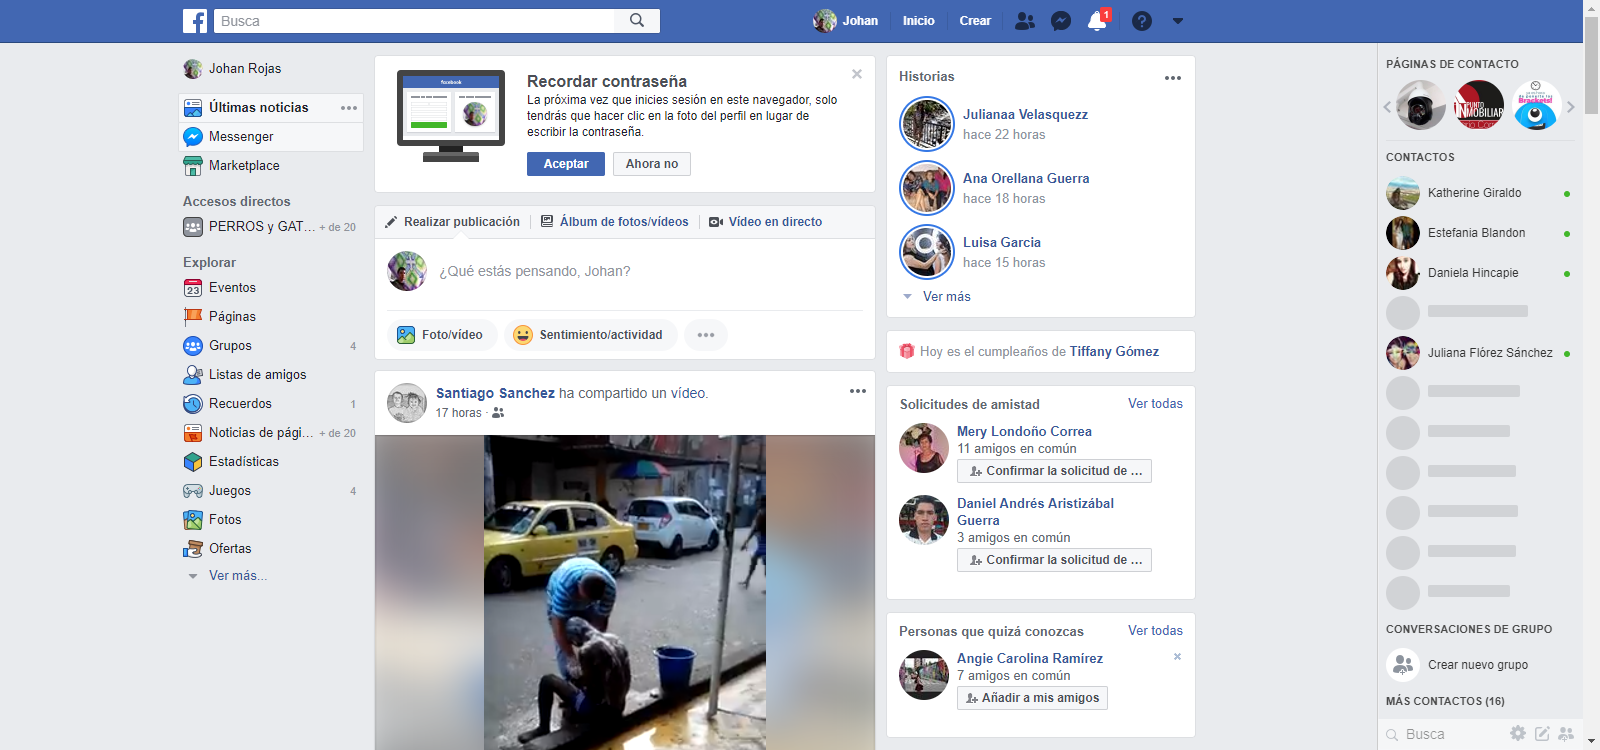 Busca
Johan
Inicio
Crear
1
Johan Rojas
Últimas noticias
Messenger
Marketplace
Accesos directos
PERROS y GAT... + de 20
Explorar
23 Eventos
Páginas
Grupos 4
Listas de amigos
Recuerdos 1
Noticias de pági... + de 20
Estadísticas
Juegos 4
Fotos
Ofertas
Ver más...
facebook
Recordar contraseña
La próxima vez que inicies sesión en este navegador, solo
tendrás que hacer clic en la foto del perfil en lugar de
escribir la contraseña.
Aceptar
Ahora no
Realizar publicación
Álbum de fotos/vídeos
Vídeo en directo
¿Qué estás pensando, Johan?
Foto/vídeo
Sentimiento/actividad
Santiago Sanchez ha compartido un vídeo.
17 horas ·
Historias
Julianaa Velasquezz
hace 22 horas
Ana Orellana Guerra
hace 18 horas
Luisa Garcia
hace 15 horas
Ver más
Hoy es el cumpleaños de Tiffany Gómez
Solicitudes de amistad
Ver todas
Mery Londoño Correa
11 amigos en común
Confirmar la solicitud de ...
Daniel Andrés Aristizábal
Guerra
3 amigos en común
Confirmar la solicitud de ...
Personas que quizá conozcas
Ver todas
Angie Carolina Ramírez
7 amigos en común
Añadir a mis amigos
PÁGINAS DE CONTACTO
PUNTO
INMOBILIAR
Brackets!
CONTACTOS
Katherine Giraldo
Estefania Blandon
Daniela Hincapie
Juliana Flórez Sánchez
CONVERSACIONES DE GRUPO
Crear nuevo grupo
MÁS CONTACTOS (16)
Busca